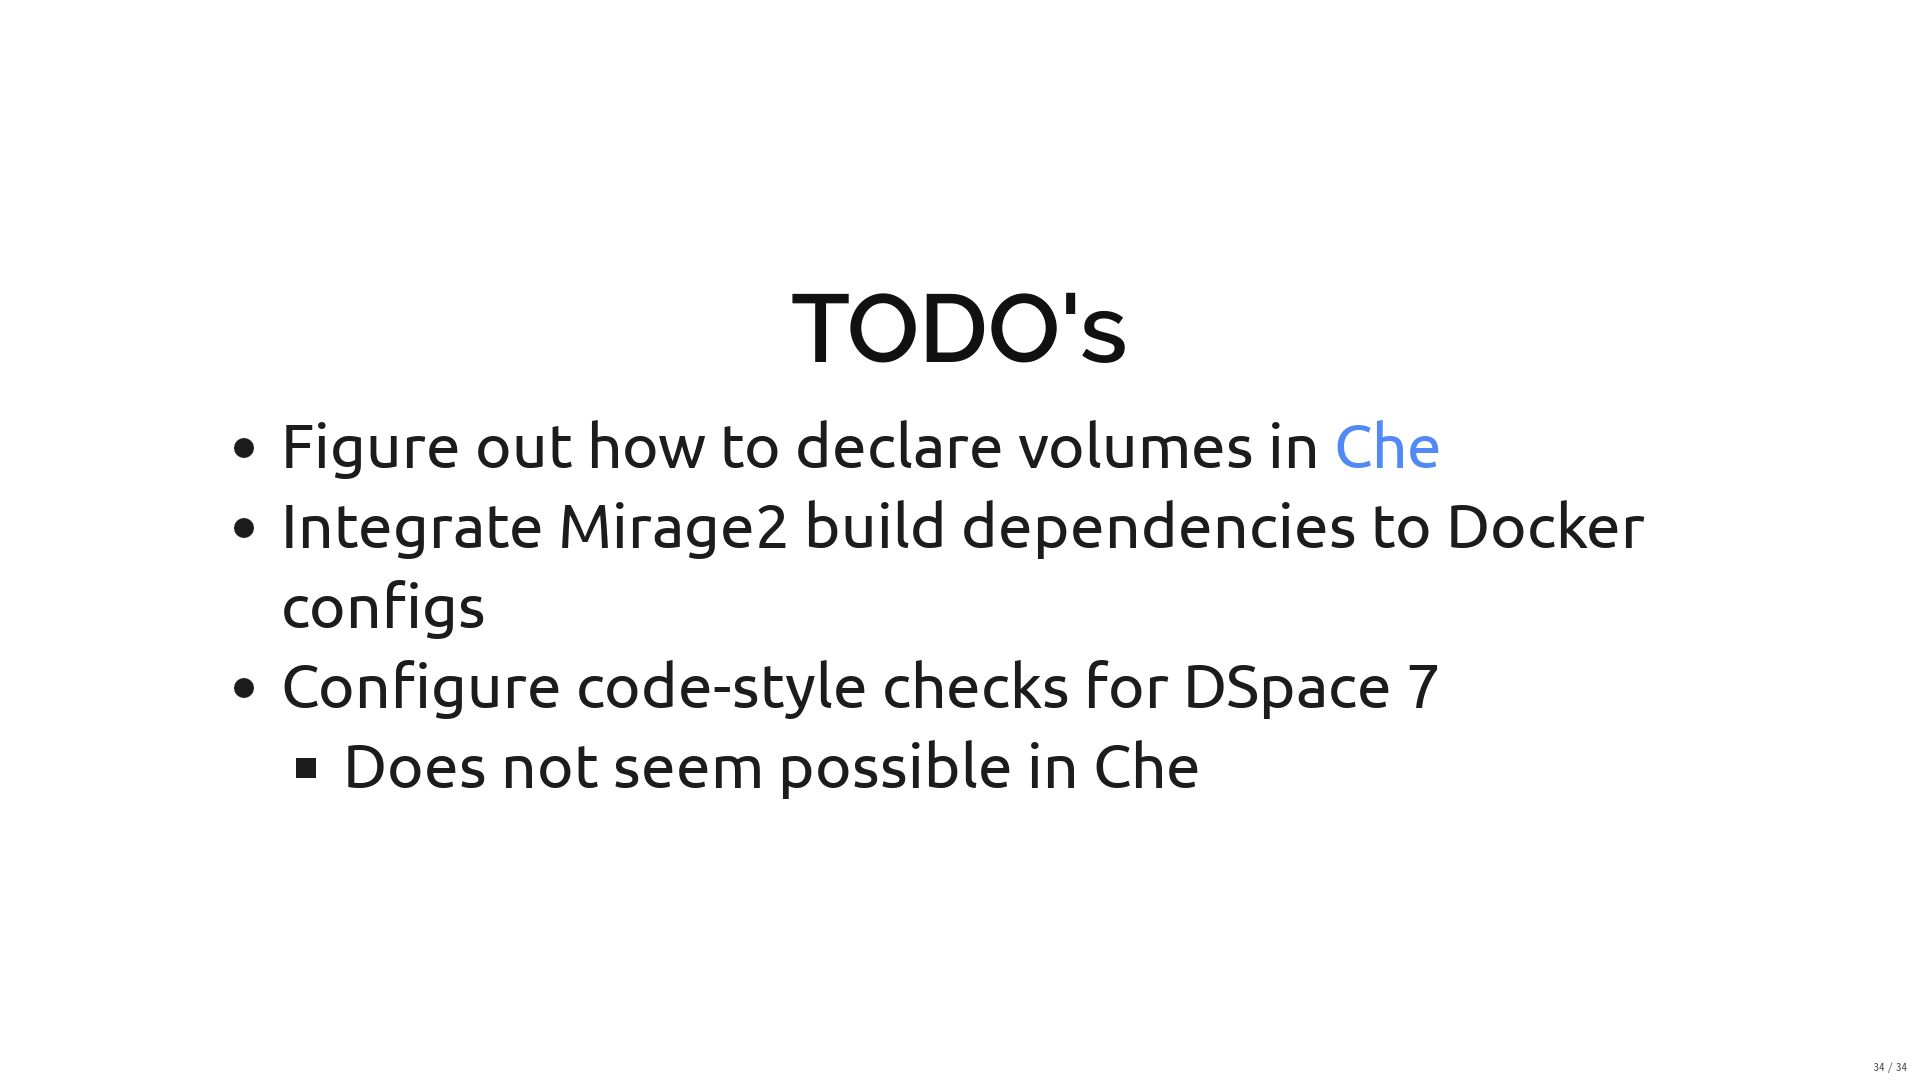 TODO's
Figure out how to declare volumes in Che
Integrate Mirage2 build dependencies to Docker
configs
Configure code-style checks for DSpace 7
Does not seem possible in Che
34 / 34